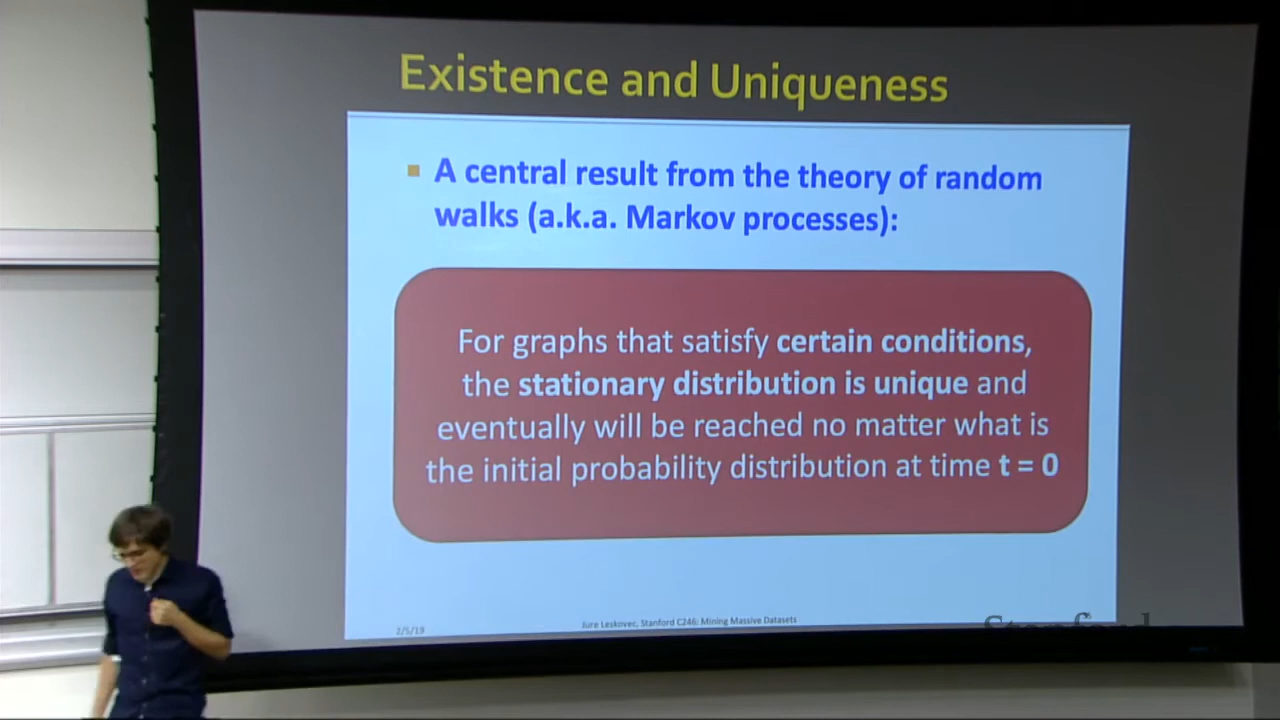 Existence and Uniqueness
A central result from the theory of random
walks (a.k.a. Markov processes):
For graphs that satisfy certain conditions,
the stationary distribution is unique and
eventually will be reached no matter what is
the initial probability distribution at time t = 0
2/5/19
Jure Leskovec, Stanford C246: Mining Massive Datasets
Stanford